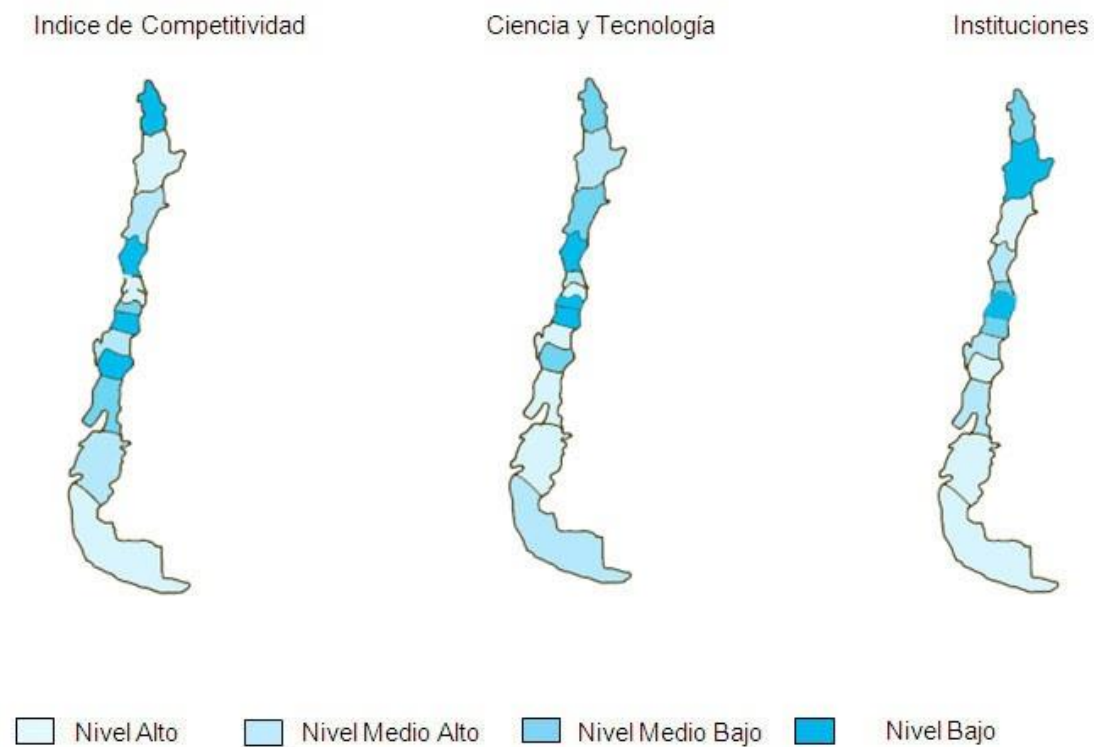 Indice de Competitividad
Ciencia y Tecnología
Instituciones
Nivel Alto
Nivel Medio Alto
Nivel Medio Bajo
Nivel Bajo